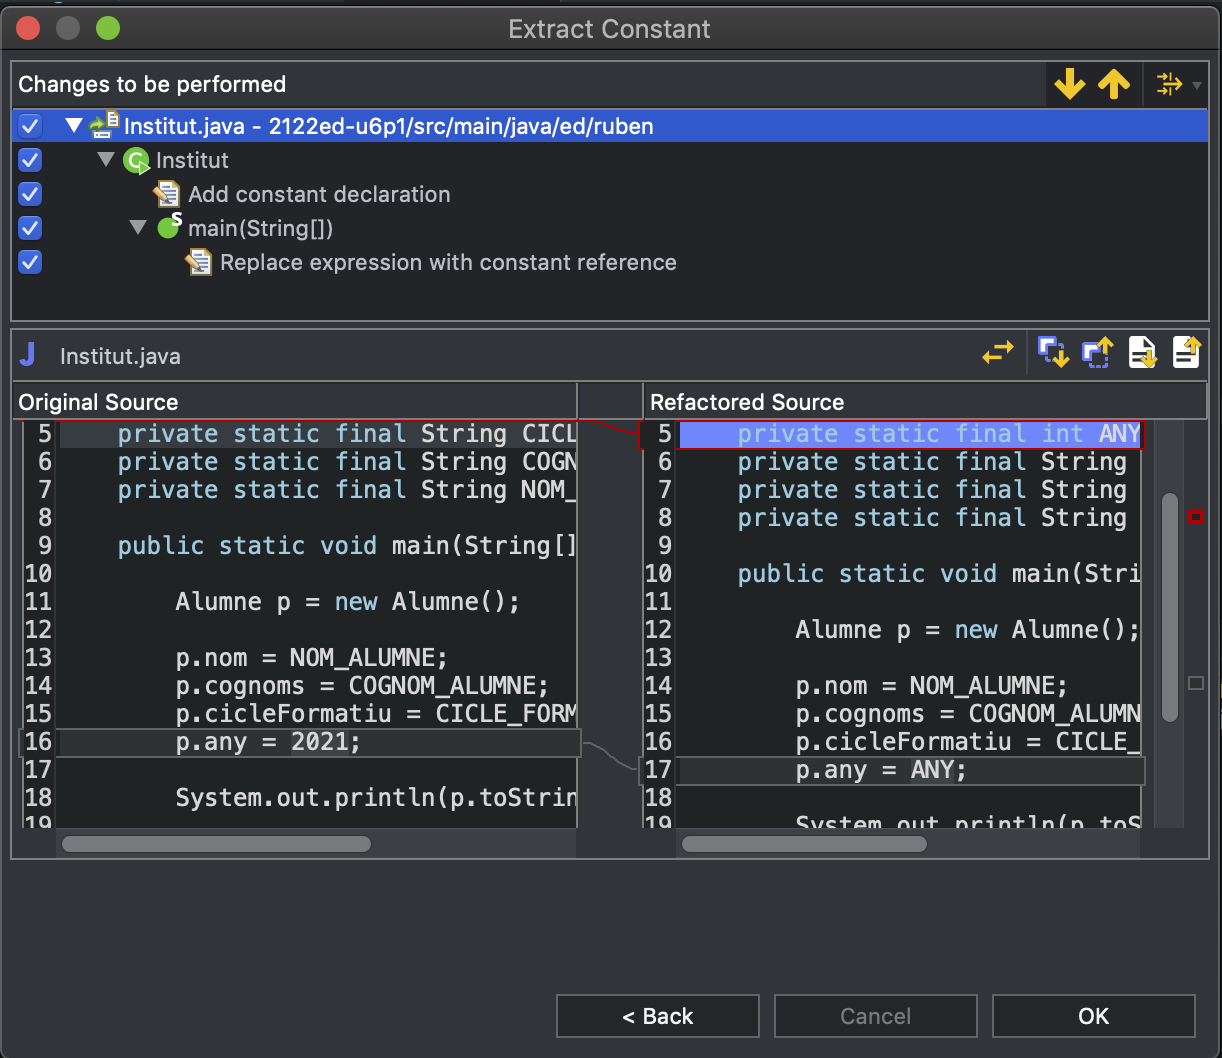 Extract Constant
Changes to be performed
Institut.java - 2122ed-u6p1/src/main/java/ed/ruben
Institut
Add constant declaration
main(String[])
Replace expression with constant reference
Institut.java
Original Source
5 private static final String CICL
6 private static final String COGN
7 private static final String NOM_
8
9 public static void main(String[]
10
11 Alumne p = new Alumne();
12
13 p.nom = NOM_ALUMNE;
14 p.cognoms = COGNOM_ALUMNE;
15 p.cicleFormatiu = CICLE_FORM
16 p.any = 2021;
17
18 System.out.println(p.toStrin
19
Refactored Source
5 private static final int ANY
6 private static final String
7 private static final String
8 private static final String
9
10 public static void main(Stri
11
12 Alumne p = new Alumne();
13
14 p.nom = NOM_ALUMNE;
15 p.cognoms = COGNOM_ALUMN
16 p.cicleFormatiu = CICLE_
17 p.any = ANY;
18
19 System.out.println(p.toS
< Back
Cancel
OK